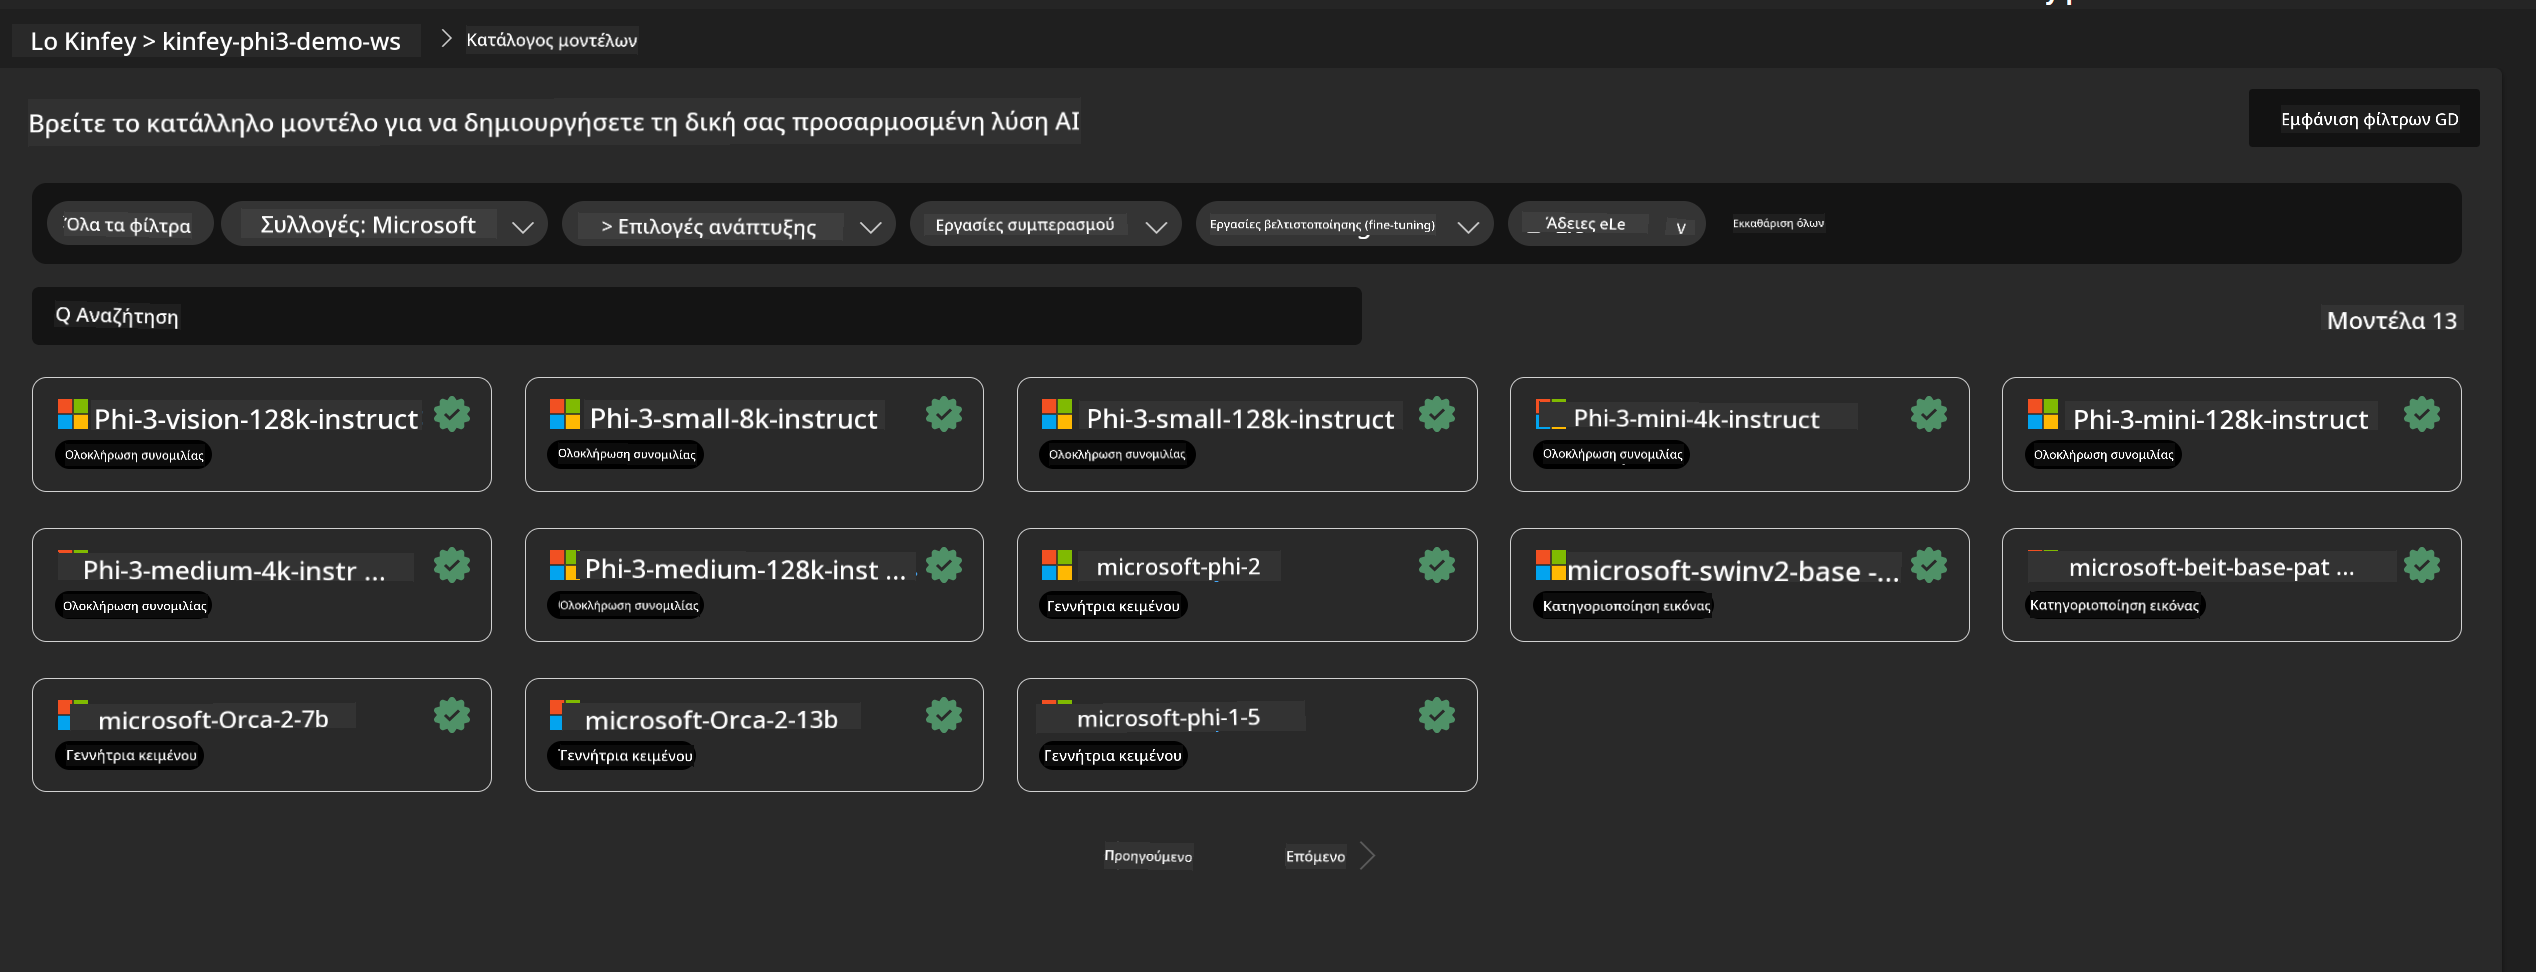 Lo Kinfey > kinfey-phi3-demo-ws > Κατάλογος μοντέλων
Βρείτε το κατάλληλο μοντέλο για να δημιουργήσετε τη δική σας προσαρμοσμένη λύση AI
Εμφάνιση φίλτρων GD
Όλα τα φίλτρα
Συλλογές: Microsoft
> Επιλογές ανάπτυξης
Εργασίες συμπερασμού
Εργασίες βελτιστοποίησης (fine-tuning)
Άδειες eLe v
Εκκαθάριση όλων
Q Αναζήτηση
Μοντέλα 13
Phi-3-vision-128k-instruct
Ολοκλήρωση συνομιλίας
Phi-3-small-8k-instruct
Ολοκλήρωση συνομιλίας
Phi-3-small-128k-instruct
Ολοκλήρωση συνομιλίας
Phi-3-mini-4k-instruct
Ολοκλήρωση συνομιλίας
Phi-3-mini-128k-instruct
Ολοκλήρωση συνομιλίας
Phi-3-medium-4k-instr ...
Ολοκλήρωση συνομιλίας
Phi-3-medium-128k-inst ...
Ολοκλήρωση συνομιλίας
microsoft-phi-2
Γεννήτρια κειμένου
microsoft-swinv2-base -...
Κατηγοριοποίηση εικόνας
microsoft-beit-base-pat ...
Κατηγοριοποίηση εικόνας
microsoft-Orca-2-7b
Γεννήτρια κειμένου
microsoft-Orca-2-13b
Γεννήτρια κειμένου
microsoft-phi-1-5
Γεννήτρια κειμένου
Προηγούμενο
Επόμενο